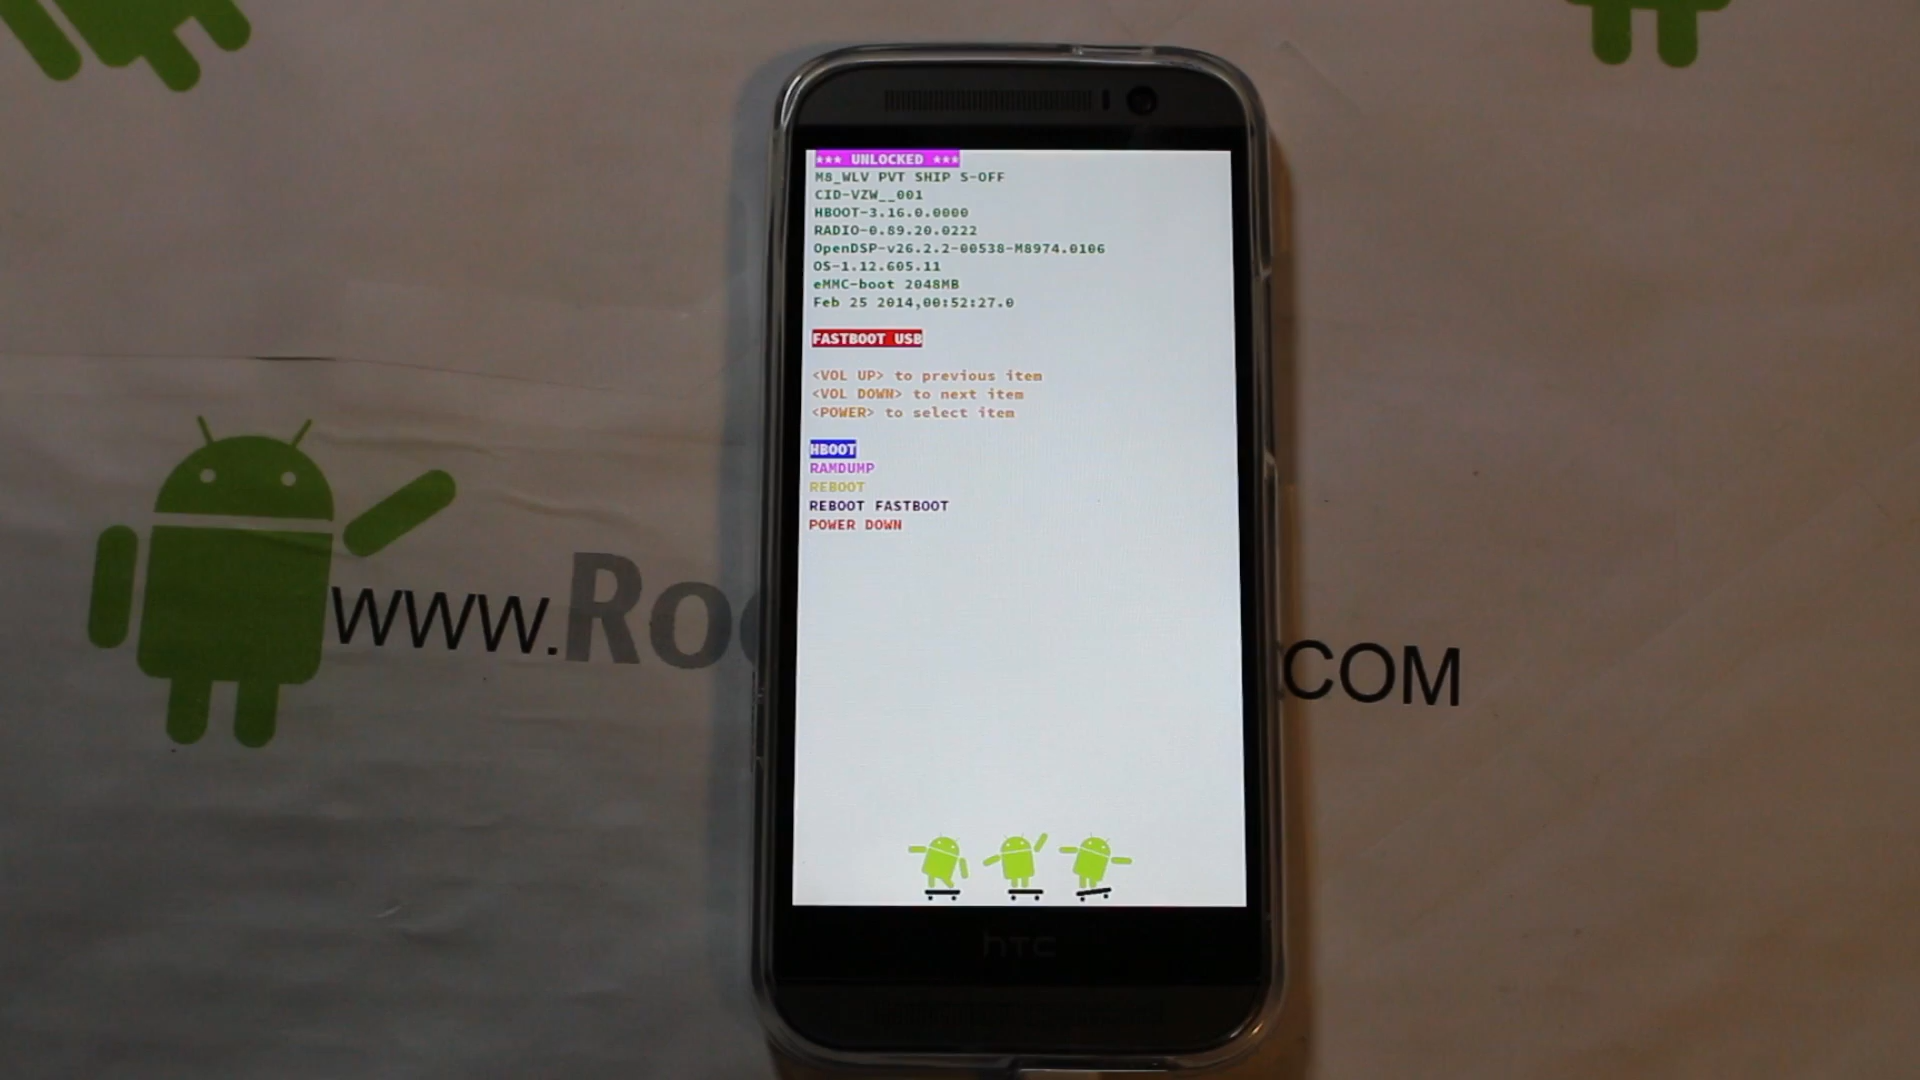 *** UNLOCKED ***
M8_WLV PVT SHIP S-OFF
CID-VZW__001
HBOOT-3.16.0.0000
RADIO-0.89.20.0222
OpenDSP-v26.2.2-00538-M8974.0106
OS-1.12.605.11
eMMC-boot 2048MB
Feb 25 2014,00:52:27.0
FASTBOOT USB
<VOL UP> to previous item
<VOL DOWN> to next item
<POWER> to select item
HBOOT
RAMDUMP
REBOOT
REBOOT FASTBOOT
POWER DOWN
www.Roo
.COM
hTC